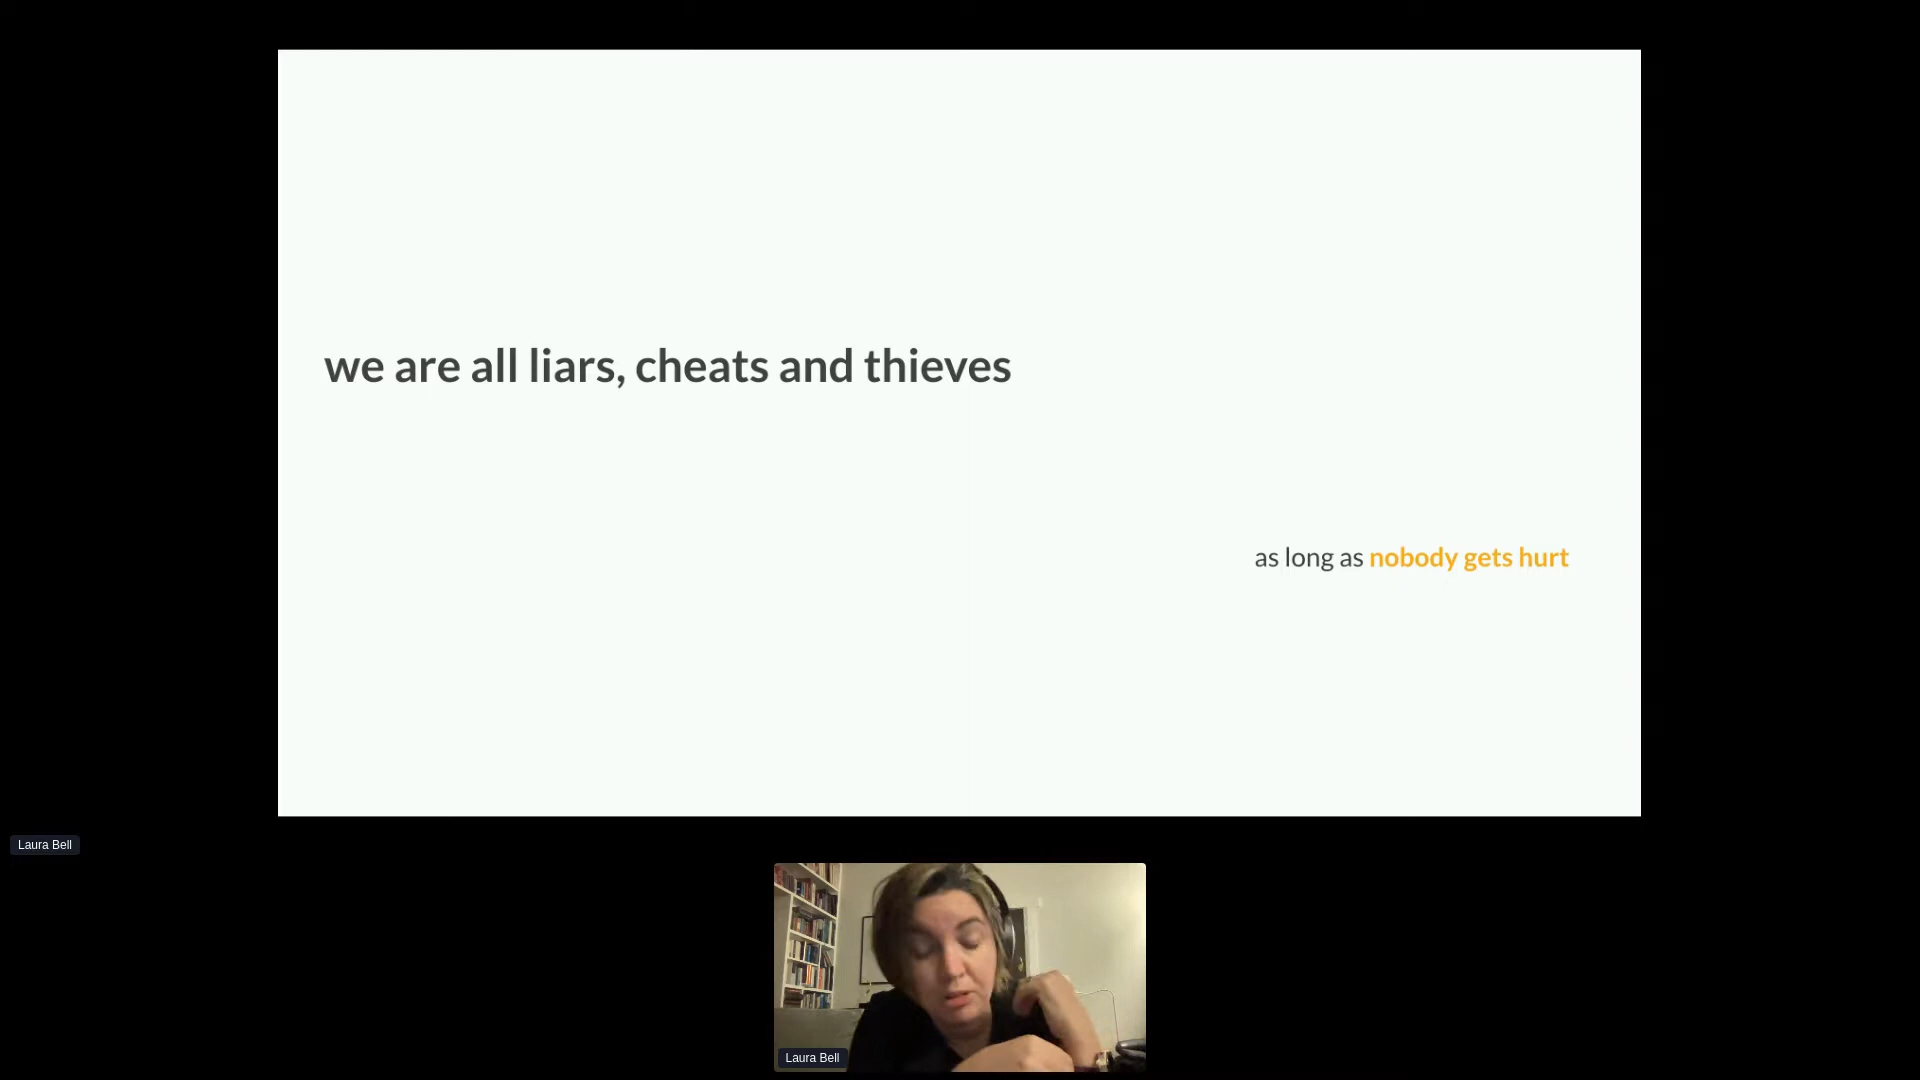 we are all liars, cheats and thieves
as long as nobody gets hurt
Laura Bell
Laura Bell